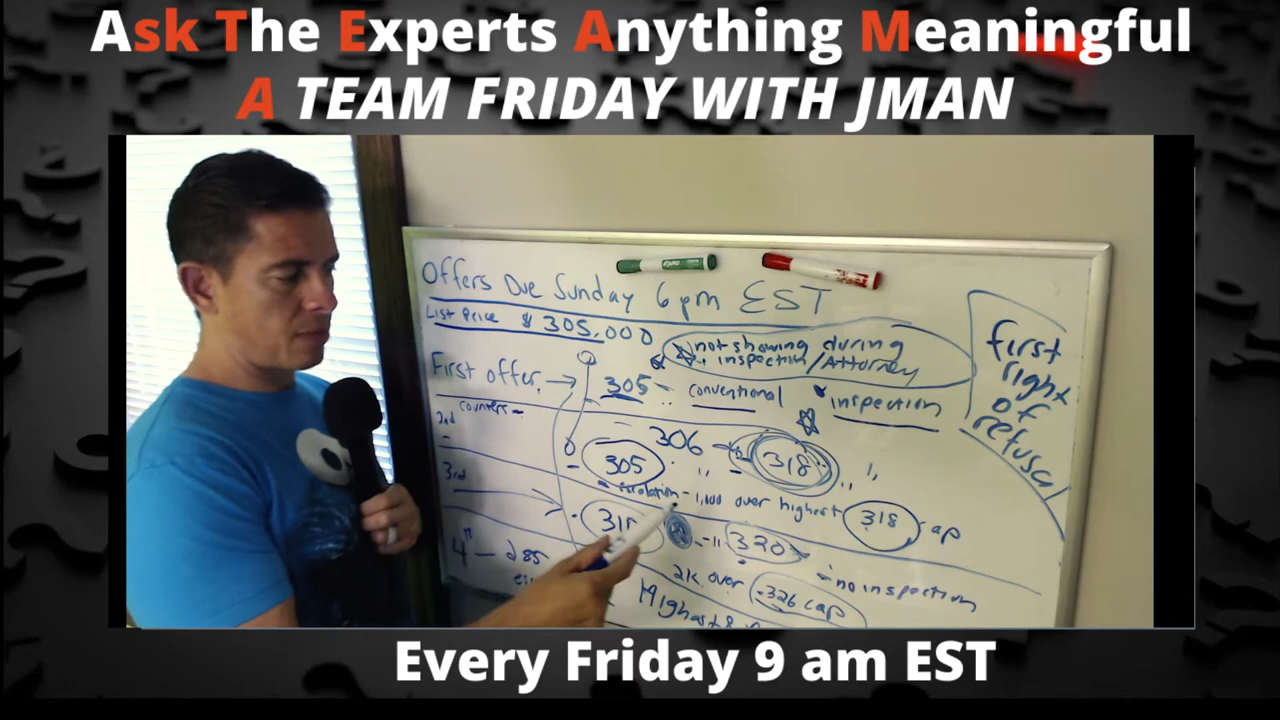 Ask The Experts Anything Meaningful
A TEAM FRIDAY WITH JMAN
Offers Due Sunday 6pm EST
List Price $ 305,000
not showing during
inspection/Attorney
first
right
of
refusal
First offer
305
conventional
inspection
counters
2nd
306
318
305
3rd
1,000 over highest
318
cap
320
no inspection
4th 285
2k over
326 cap
Highest &
Every Friday 9 am EST